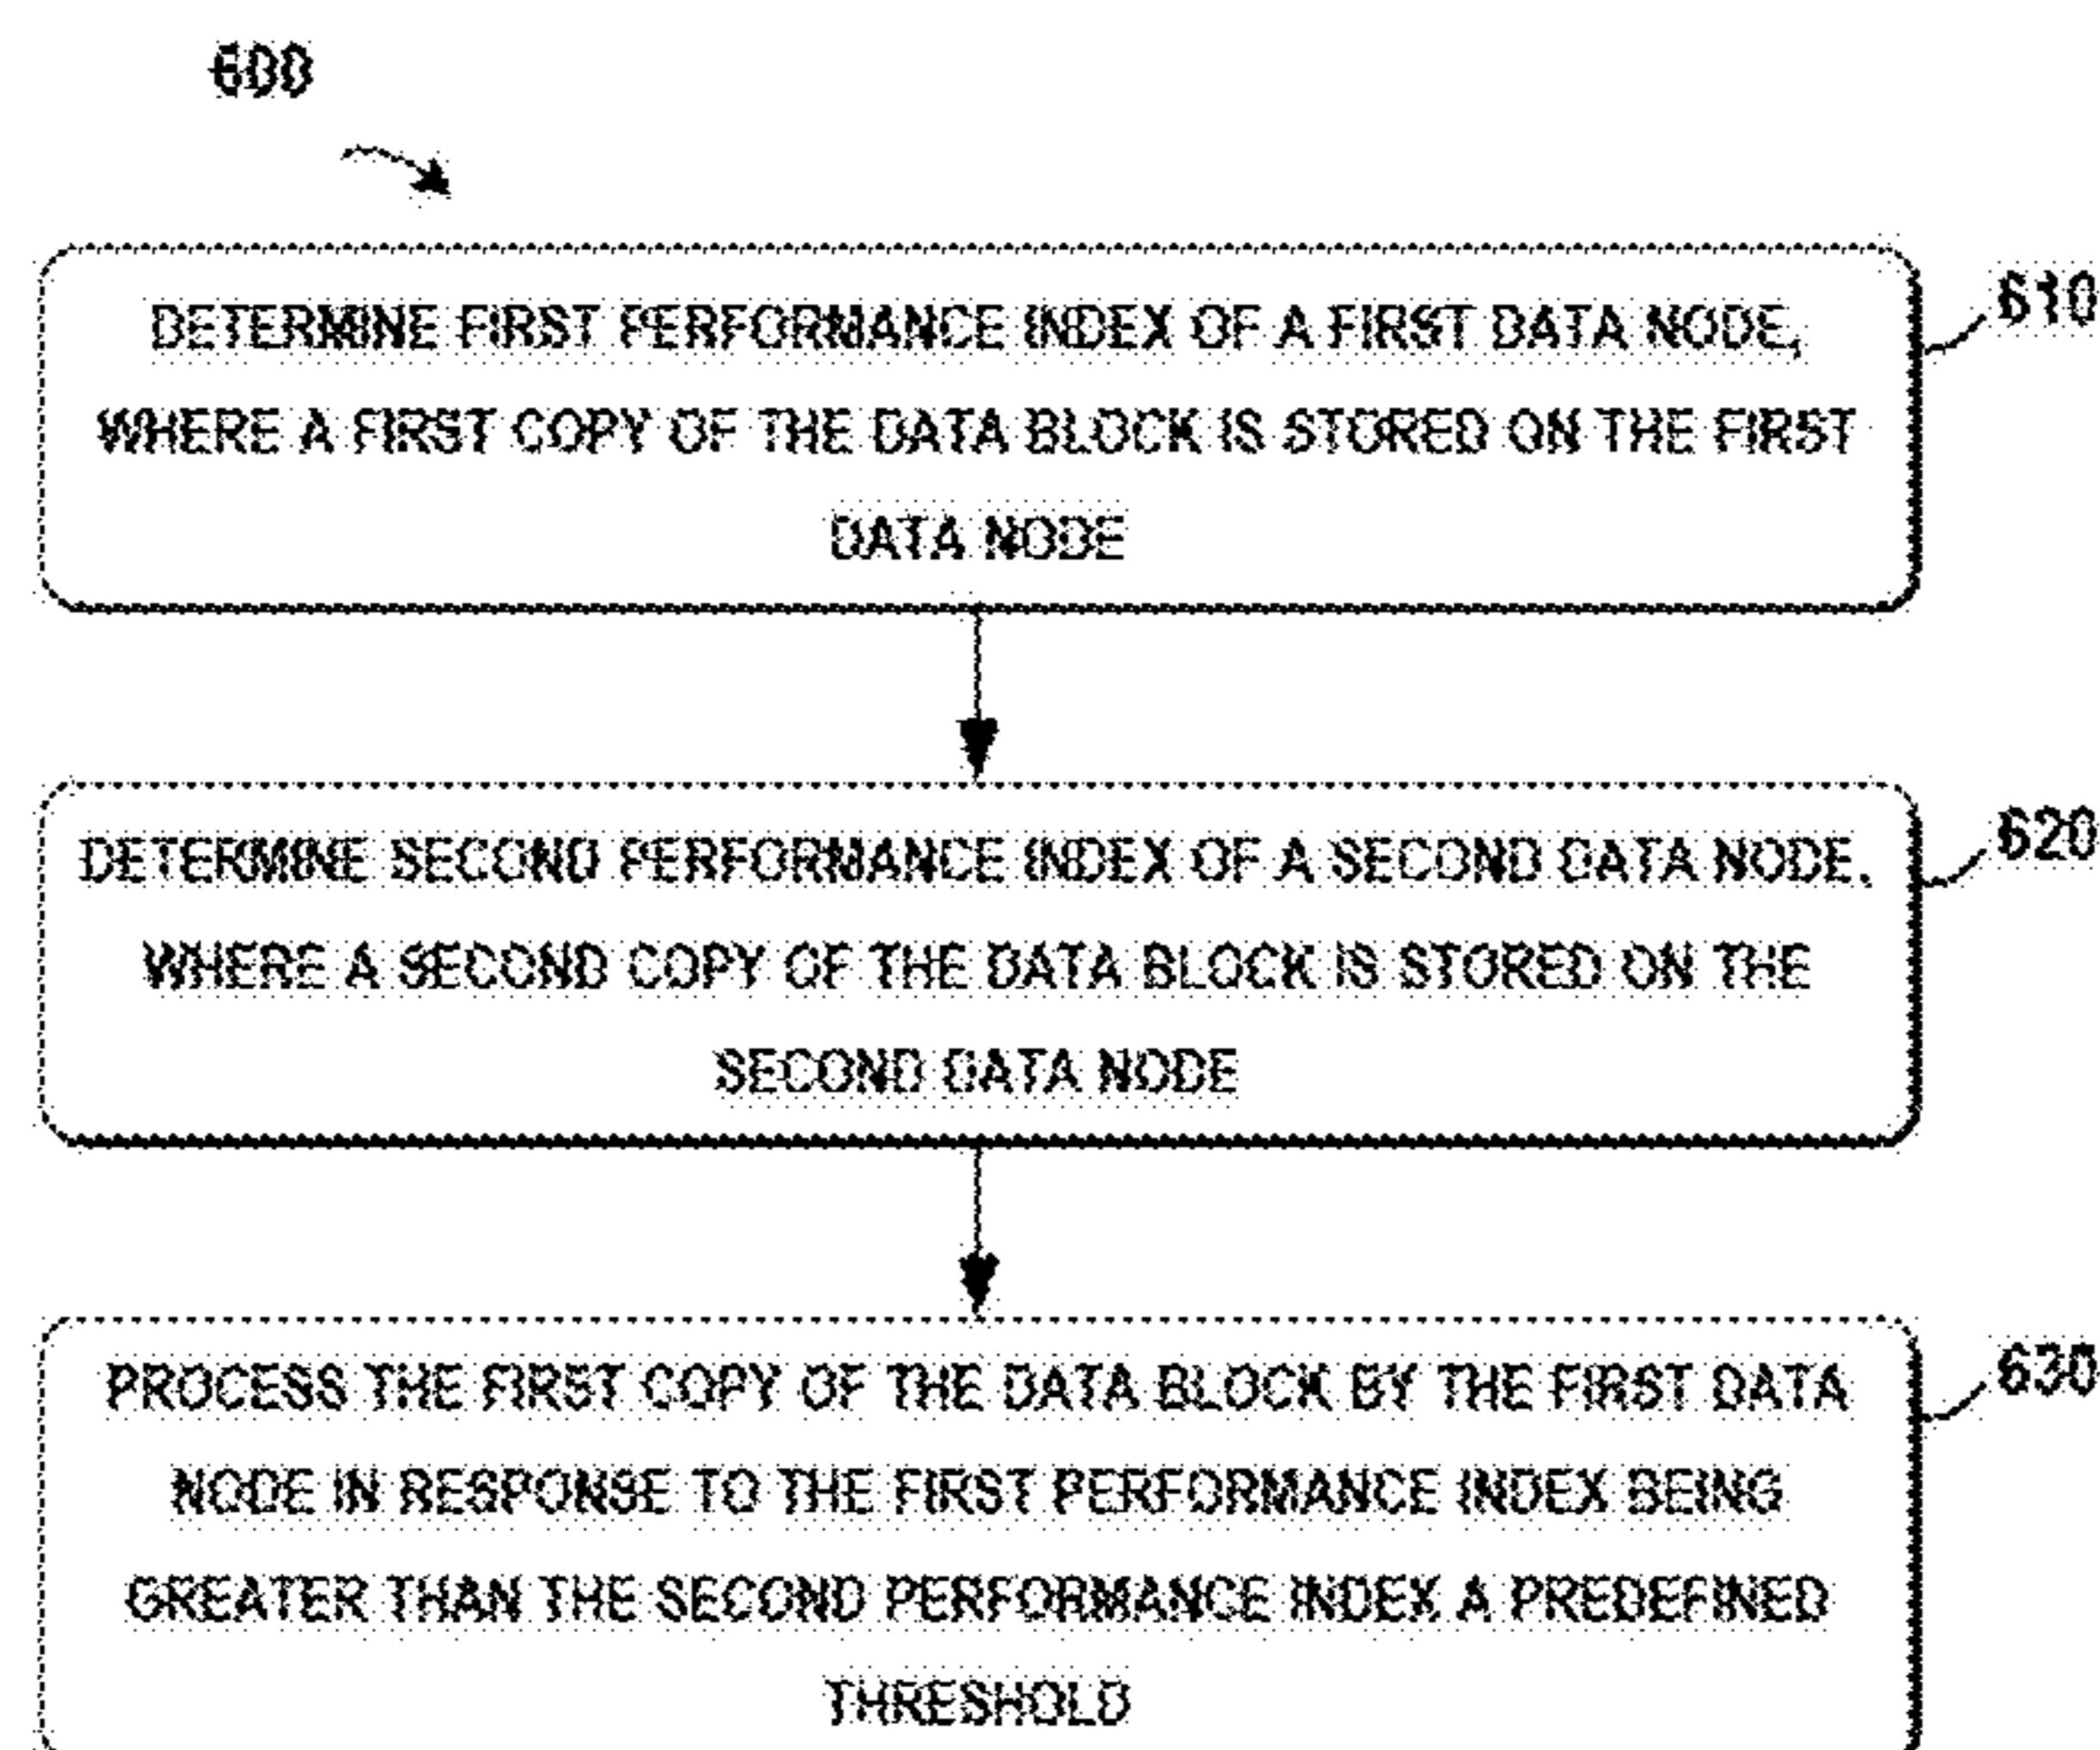 600
DETERMINE FIRST PERFORMANCE INDEX OF A FIRST DATA NODE,
WHERE A FIRST COPY OF THE DATA BLOCK IS STORED ON THE FIRST
DATA NODE
610
DETERMINE SECOND PERFORMANCE INDEX OF A SECOND DATA NODE,
WHERE A SECOND COPY OF THE DATA BLOCK IS STORED ON THE
SECOND DATA NODE
620
PROCESS THE FIRST COPY OF THE DATA BLOCK BY THE FIRST DATA
NODE IN RESPONSE TO THE FIRST PERFORMANCE INDEX BEING
GREATER THAN THE SECOND PERFORMANCE INDEX A PREDEFINED
THRESHOLD
630